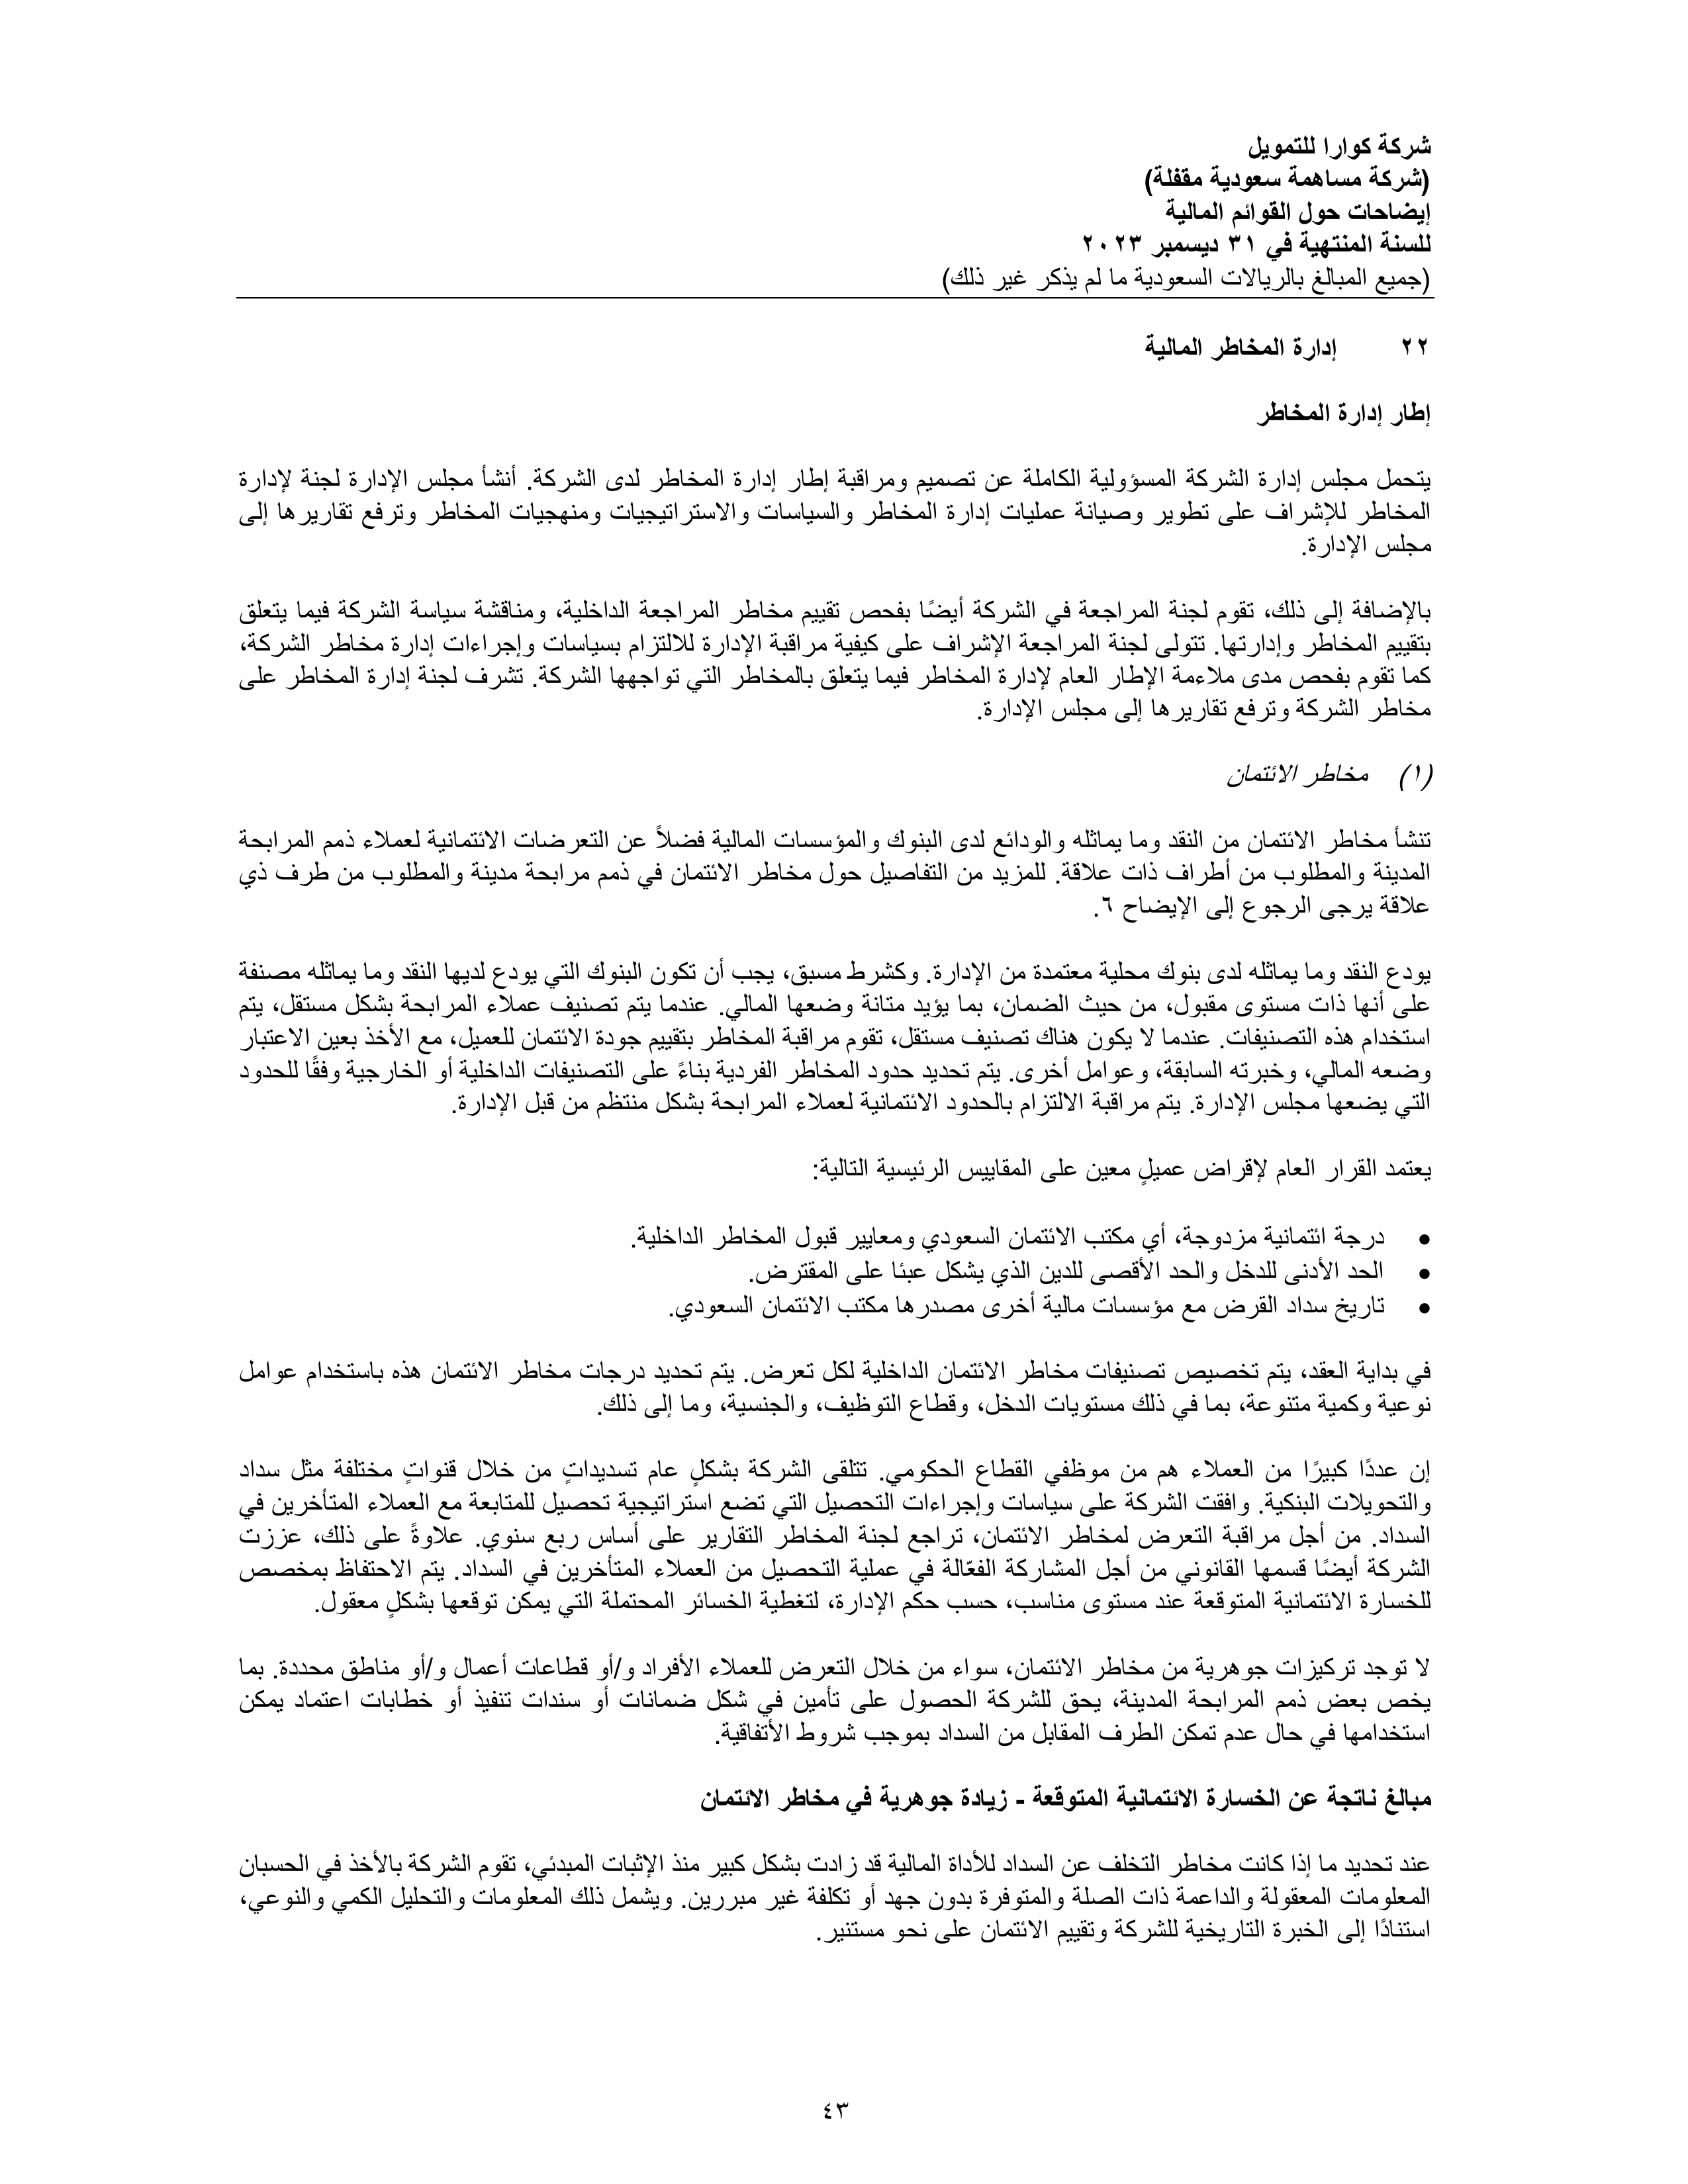 شركة كوارا للتمويل
(شركة مساهمة سعودية مقفلة)
إيضاحات حول القوائم المالية
للسنة المنتهية في ٣١ ديسمبر ٢٠٢٣
(جميع المبالغ بالريالات السعودية ما لم يذكر غير ذلك)
٢٢ إدارة المخاطر المالية
إطار إدارة المخاطر
يتحمل مجلس إدارة الشركة المسؤولية الكاملة عن تصميم ومراقبة إطار إدارة المخاطر لدى الشركة. أنشأ مجلس الإدارة لجنة لإدارة
المخاطر للإشراف على تطوير وصيانة عمليات إدارة المخاطر والسياسات والاستراتيجيات ومنهجيات المخاطر وترفع تقاريرها إلى
مجلس الإدارة.
بالإضافة إلى ذلك، تقوم لجنة المراجعة في الشركة أيضًا بفحص تقييم مخاطر المراجعة الداخلية، ومناقشة سياسة الشركة فيما يتعلق
بتقييم المخاطر وإدارتها. تتولى لجنة المراجعة الإشراف على كيفية مراقبة الإدارة للالتزام بسياسات وإجراءات إدارة مخاطر الشركة،
كما تقوم بفحص مدى ملاءمة الإطار العام لإدارة المخاطر فيما يتعلق بالمخاطر التي تواجهها الشركة. تشرف لجنة إدارة المخاطر على
مخاطر الشركة وترفع تقاريرها إلى مجلس الإدارة.
(١) مخاطر الائتمان
تنشأ مخاطر الائتمان من النقد وما يماثله والودائع لدى البنوك والمؤسسات المالية فضلاً عن التعرضات الائتمانية لعملاء ذمم المرابحة
المدينة والمطلوب من أطراف ذات علاقة. للمزيد من التفاصيل حول مخاطر الائتمان في ذمم مرابحة مدينة والمطلوب من طرف ذي
علاقة يرجى الرجوع إلى الإيضاح ٦.
يودع النقد وما يماثله لدى بنوك محلية معتمدة من الإدارة. وكشرط مسبق، يجب أن تكون البنوك التي يودع لديها النقد وما يماثله مصنفة
على أنها ذات مستوى مقبول، من حيث الضمان، بما يؤيد متانة وضعها المالي. عندما يتم تصنيف عملاء المرابحة بشكل مستقل، يتم
استخدام هذه التصنيفات. عندما لا يكون هناك تصنيف مستقل، تقوم مراقبة المخاطر بتقييم جودة الائتمان للعميل، مع الأخذ بعين الاعتبار
وضعه المالي، وخبرته السابقة، وعوامل أخرى. يتم تحديد حدود المخاطر الفردية بناءً على التصنيفات الداخلية أو الخارجية وفقًا للحدود
التي يضعها مجلس الإدارة. يتم مراقبة الالتزام بالحدود الائتمانية لعملاء المرابحة بشكل منتظم من قبل الإدارة.
يعتمد القرار العام لإقراض عميلٍ معين على المقاييس الرئيسية التالية:
• درجة ائتمانية مزدوجة، أي مكتب الائتمان السعودي ومعايير قبول المخاطر الداخلية.
• الحد الأدنى للدخل والحد الأقصى للدين الذي يشكل عبئا على المقترض.
• تاريخ سداد القرض مع مؤسسات مالية أخرى مصدرها مكتب الائتمان السعودي.
في بداية العقد، يتم تخصيص تصنيفات مخاطر الائتمان الداخلية لكل تعرض. يتم تحديد درجات مخاطر الائتمان هذه باستخدام عوامل
نوعية وكمية متنوعة، بما في ذلك مستويات الدخل، وقطاع التوظيف، والجنسية، وما إلى ذلك.
إن عددًا كبيرًا من العملاء هم من موظفي القطاع الحكومي. تتلقى الشركة بشكلٍ عام تسديداتٍ من خلال قنواتٍ مختلفة مثل سداد
والتحويلات البنكية. وافقت الشركة على سياسات وإجراءات التحصيل التي تضع استراتيجية تحصيل للمتابعة مع العملاء المتأخرين في
السداد. من أجل مراقبة التعرض لمخاطر الائتمان، تراجع لجنة المخاطر التقارير على أساس ربع سنوي. علاوةً على ذلك، عززت
الشركة أيضًا قسمها القانوني من أجل المشاركة الفعّالة في عملية التحصيل من العملاء المتأخرين في السداد. يتم الاحتفاظ بمخصص
للخسارة الائتمانية المتوقعة عند مستوى مناسب، حسب حكم الإدارة، لتغطية الخسائر المحتملة التي يمكن توقعها بشكلٍ معقول.
لا توجد تركيزات جوهرية من مخاطر الائتمان، سواء من خلال التعرض للعملاء الأفراد و/أو قطاعات أعمال و/أو مناطق محددة. بما
يخص بعض ذمم المرابحة المدينة، يحق للشركة الحصول على تأمين في شكل ضمانات أو سندات تنفيذ أو خطابات اعتماد يمكن
استخدامها في حال عدم تمكن الطرف المقابل من السداد بموجب شروط الأتفاقية.
مبالغ ناتجة عن الخسارة الائتمانية المتوقعة - زيادة جوهرية في مخاطر الائتمان
عند تحديد ما إذا كانت مخاطر التخلف عن السداد للأداة المالية قد زادت بشكل كبير منذ الإثبات المبدئي، تقوم الشركة بالأخذ في الحسبان
المعلومات المعقولة والداعمة ذات الصلة والمتوفرة بدون جهد أو تكلفة غير مبررين. ويشمل ذلك المعلومات والتحليل الكمي والنوعي،
استنادًا إلى الخبرة التاريخية للشركة وتقييم الائتمان على نحو مستنير.
٤٣